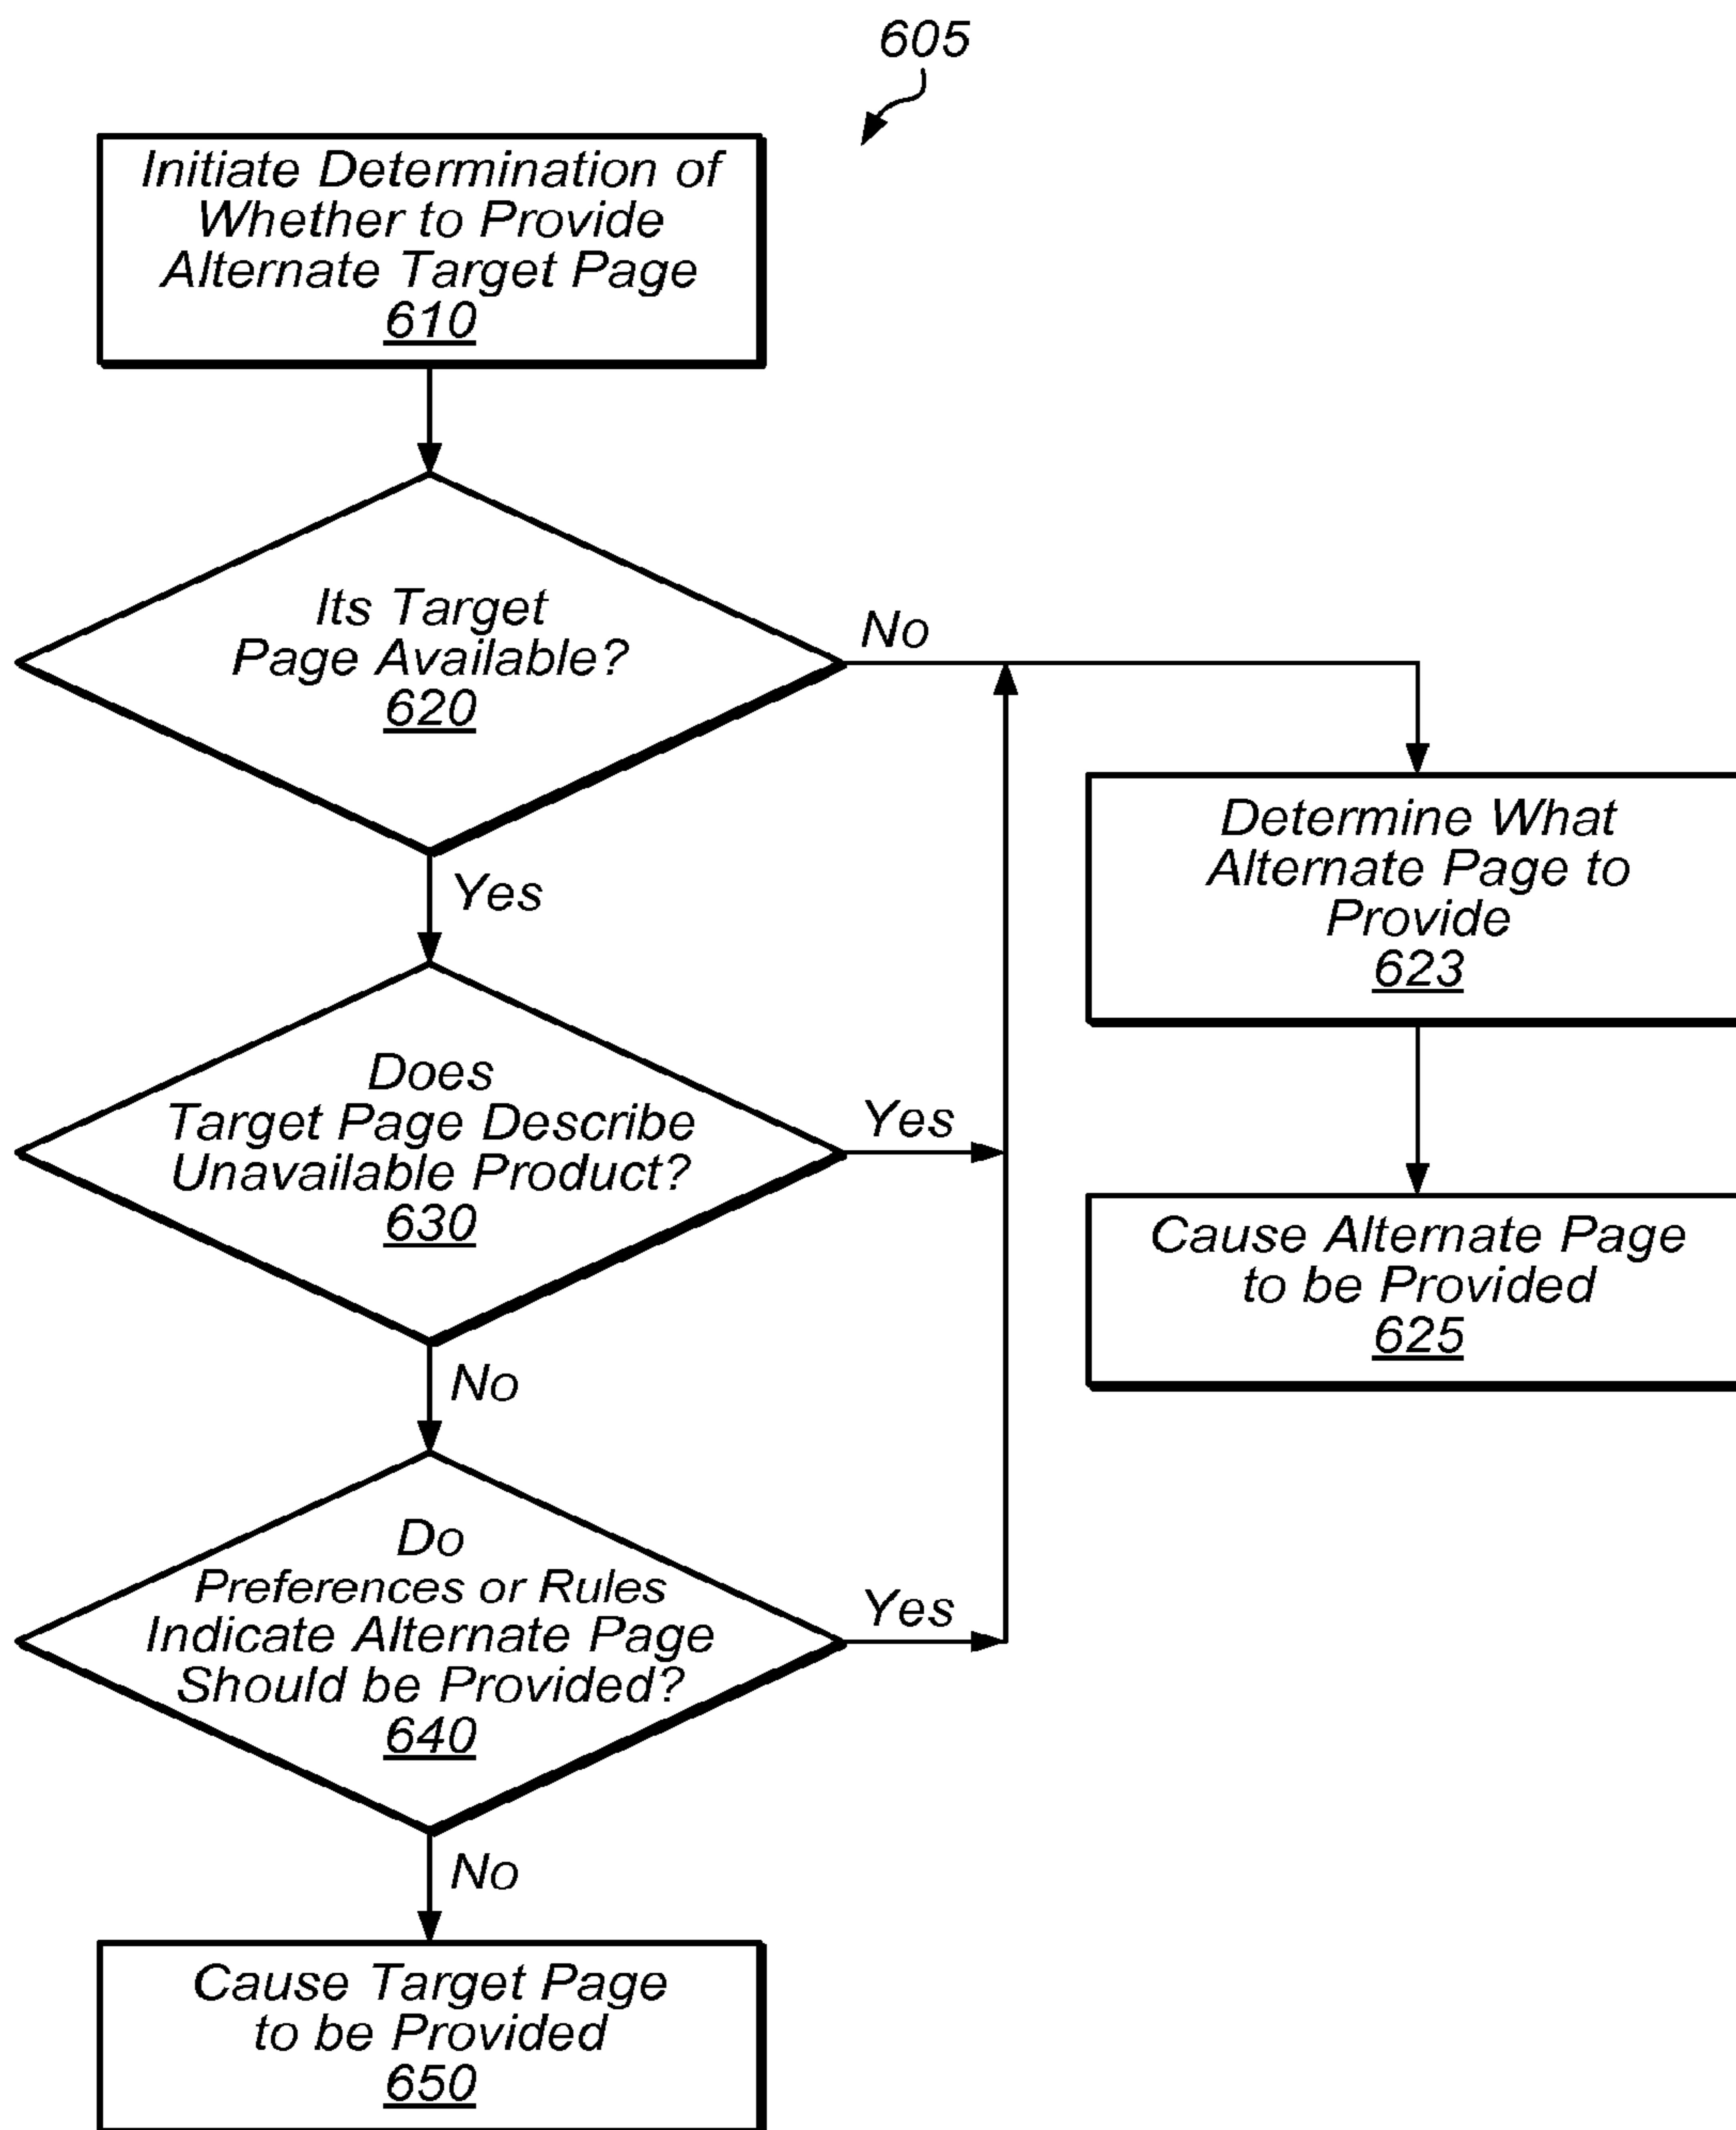 605
Initiate Determination of
Whether to Provide
Alternate Target Page
610
Its Target
Page Available?
620
No
Yes
Determine What
Alternate Page to
Provide
623
Does
Target Page Describe
Unavailable Product?
630
Yes
No
Cause Alternate Page
to be Provided
625
Do
Preferences or Rules
Indicate Alternate Page
Should be Provided?
640
Yes
No
Cause Target Page
to be Provided
650